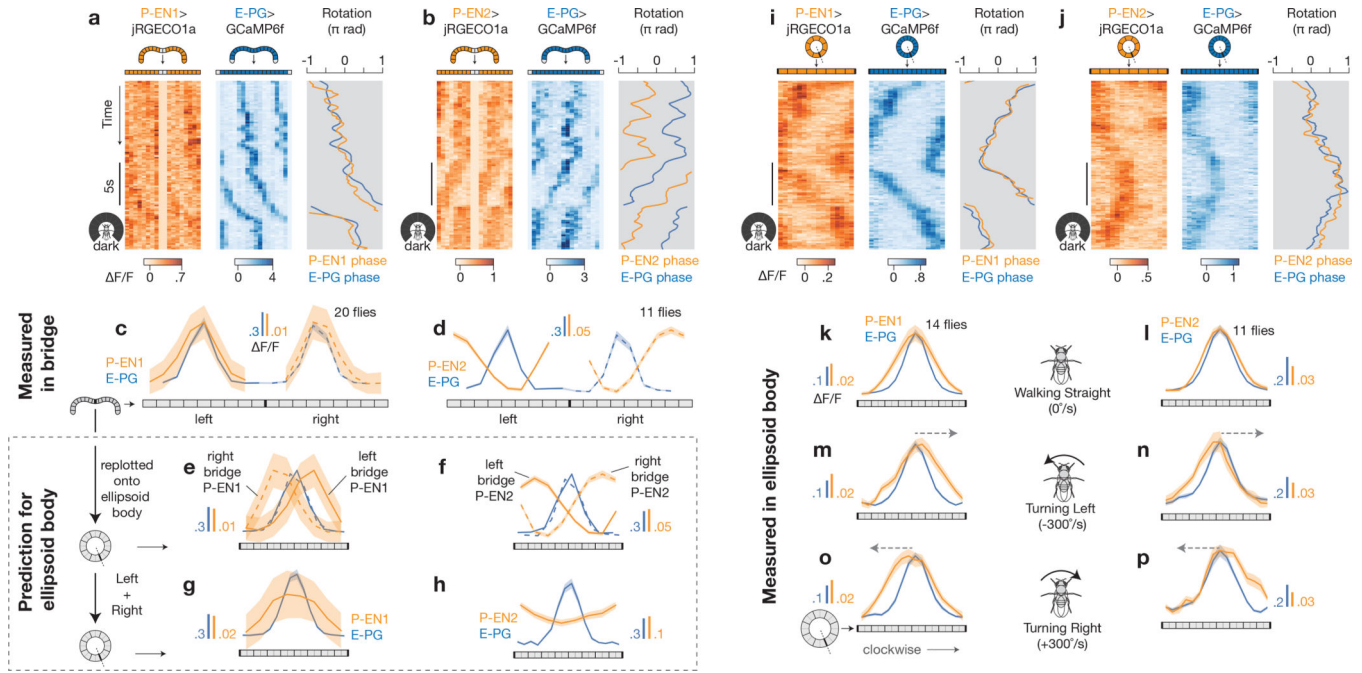 a
P-EN1>
jRGECO1a
E-PG>
GCaMP6f
Rotation
(π rad)
-1 0 1
Time
5s
dark
ΔF/F
0 .7
0 4
P-EN1 phase
E-PG phase
b
P-EN2>
jRGECO1a
E-PG>
GCaMP6f
Rotation
(π rad)
-1 0 1
5s
dark
0 1
0 3
P-EN2 phase
E-PG phase
i
P-EN1>
jRGECO1a
E-PG>
GCaMP6f
Rotation
(π rad)
-1 0 1
dark
ΔF/F
0 .2
0 .8
P-EN1 phase
E-PG phase
j
P-EN2>
jRGECO1a
E-PG>
GCaMP6f
Rotation
(π rad)
-1 0 1
dark
0 .5
0 1
P-EN2 phase
E-PG phase
Measured
in bridge
c
.3 .01
ΔF/F
20 flies
P-EN1
E-PG
left right
d
.3 .05
11 flies
P-EN2
E-PG
left right
Prediction for
ellipsoid body
replotted
onto
ellipsoid
body
Left
+
Right
e
right
bridge
P-EN1
left
bridge
P-EN1
.3 .01
f
left
bridge
P-EN2
right
bridge
P-EN2
.3 .05
g
.3 .02
P-EN1
E-PG
h
P-EN2
E-PG
.3 .1
Measured in ellipsoid body
k
P-EN1
E-PG
14 flies
.1 .02
ΔF/F
Walking Straight
(0°/s)
l
P-EN2
E-PG
11 flies
.2 .03
m
.1 .02
Turning Left
(-300°/s)
n
.2 .03
o
.1 .02
clockwise
Turning Right
(+300°/s)
p
.2 .03